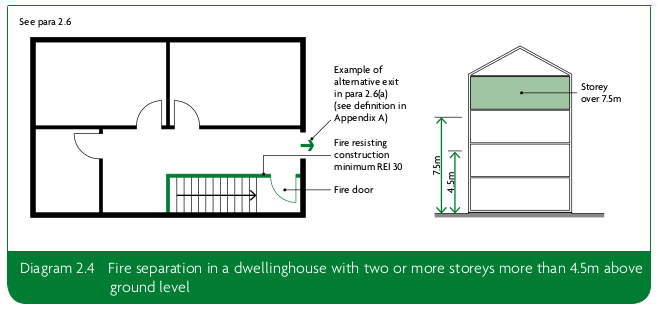 See para 2.6
Example of
alternative exit
in para 2.6(a)
(see definition in
Appendix A)
Fire resisting
construction
minimum REI 30
Fire door
Storey
over 7.5m
7.5m
4.5m
Diagram 2.4 Fire separation in a dwellinghouse with two or more storeys more than 4.5m above
ground level